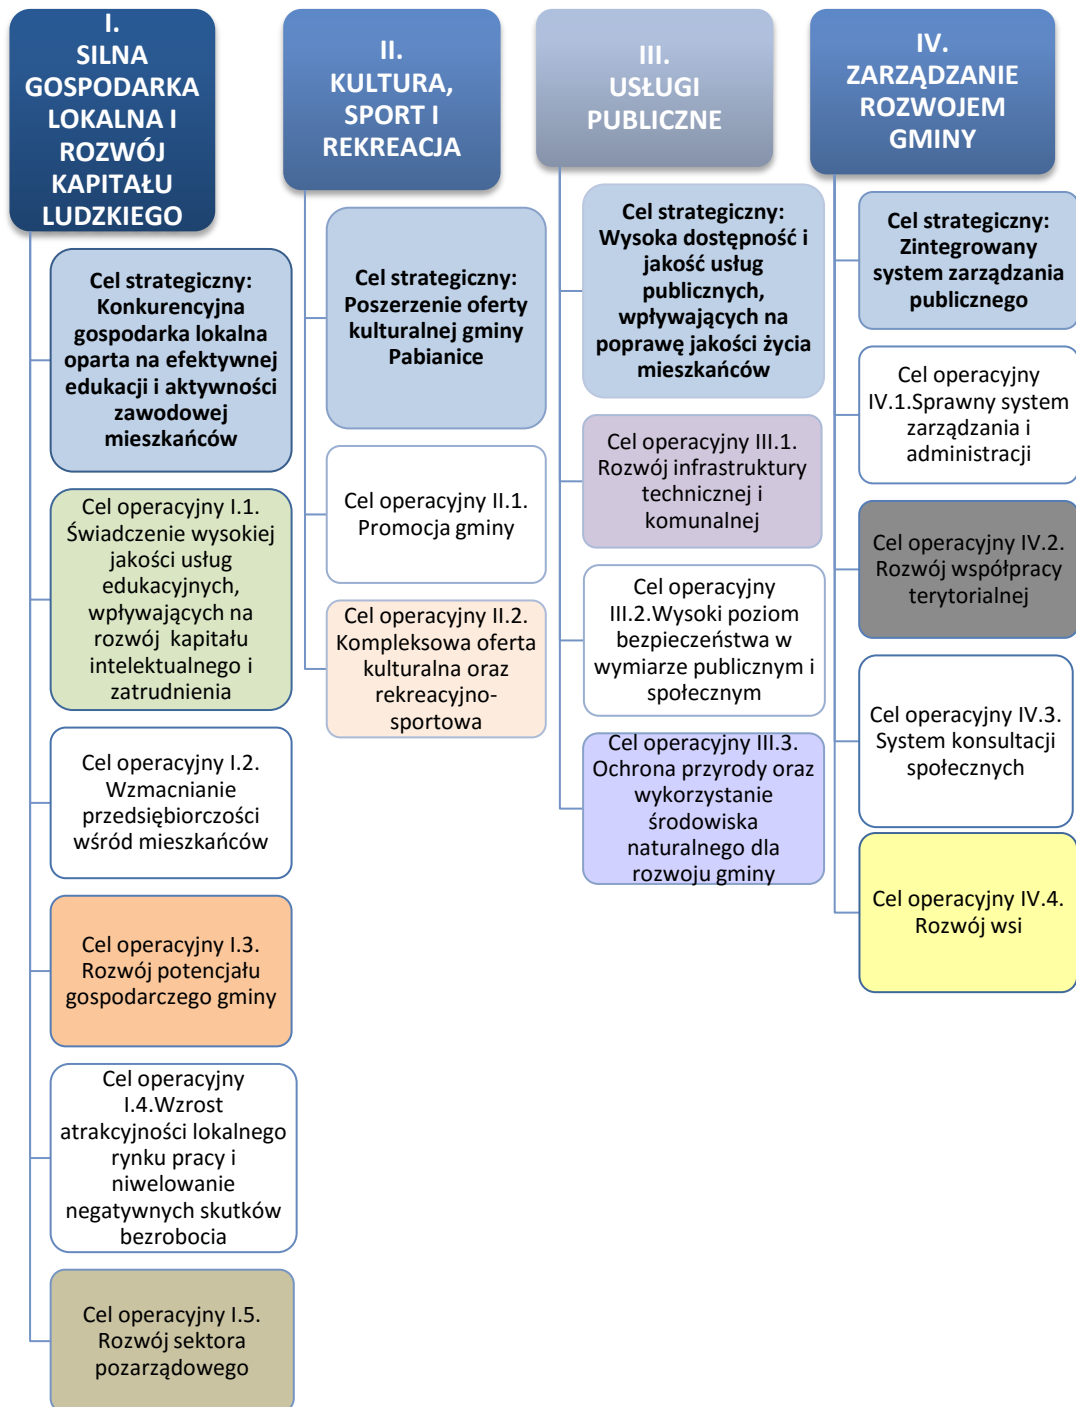 I.
SILNA
GOSPODARKA
LOKALNA I
ROZWÓJ
KAPITAŁU
LUDZKIEGO
Cel strategiczny:
Konkurencyjna
gospodarka lokalna
oparta na efektywnej
edukacji i aktywności
zawodowej
mieszkańców
Cel operacyjny I.1.
Świadczenie wysokiej
jakości usług
edukacyjnych,
wpływających na
rozwój kapitału
intelektualnego i
zatrudnienia
Cel operacyjny I.2.
Wzmacnianie
przedsiębiorczości
wśród mieszkańców
Cel operacyjny I.3.
Rozwój potencjału
gospodarczego gminy
Cel operacyjny
I.4.Wzrost
atrakcyjności lokalnego
rynku pracy i
niwelowanie
negatywnych skutków
bezrobocia
Cel operacyjny I.5.
Rozwój sektora
pozarządowego
II.
KULTURA,
SPORT I
REKREACJA
Cel strategiczny:
Poszerzenie oferty
kulturalnej gminy
Pabianice
Cel operacyjny II.1.
Promocja gminy
Cel operacyjny II.2.
Kompleksowa oferta
kulturalna oraz
rekreacyjno-
sportowa
III.
USŁUGI
PUBLICZNE
Cel strategiczny:
Wysoka dostępność i
jakość usług
publicznych,
wpływających na
poprawę jakości życia
mieszkańców
Cel operacyjny III.1.
Rozwój infrastruktury
technicznej i
komunalnej
Cel operacyjny
III.2.Wysoki poziom
bezpieczeństwa w
wymiarze publicznym i
społecznym
Cel operacyjny III.3.
Ochrona przyrody oraz
wykorzystanie
środowiska
naturalnego dla
rozwoju gminy
IV.
ZARZĄDZANIE
ROZWOJEM
GMINY
Cel strategiczny:
Zintegrowany
system zarządzania
publicznego
Cel operacyjny
IV.1.Sprawny system
zarządzania i
administracji
Cel operacyjny IV.2.
Rozwój współpracy
terytorialnej
Cel operacyjny IV.3.
System konsultacji
społecznych
Cel operacyjny IV.4.
Rozwój wsi